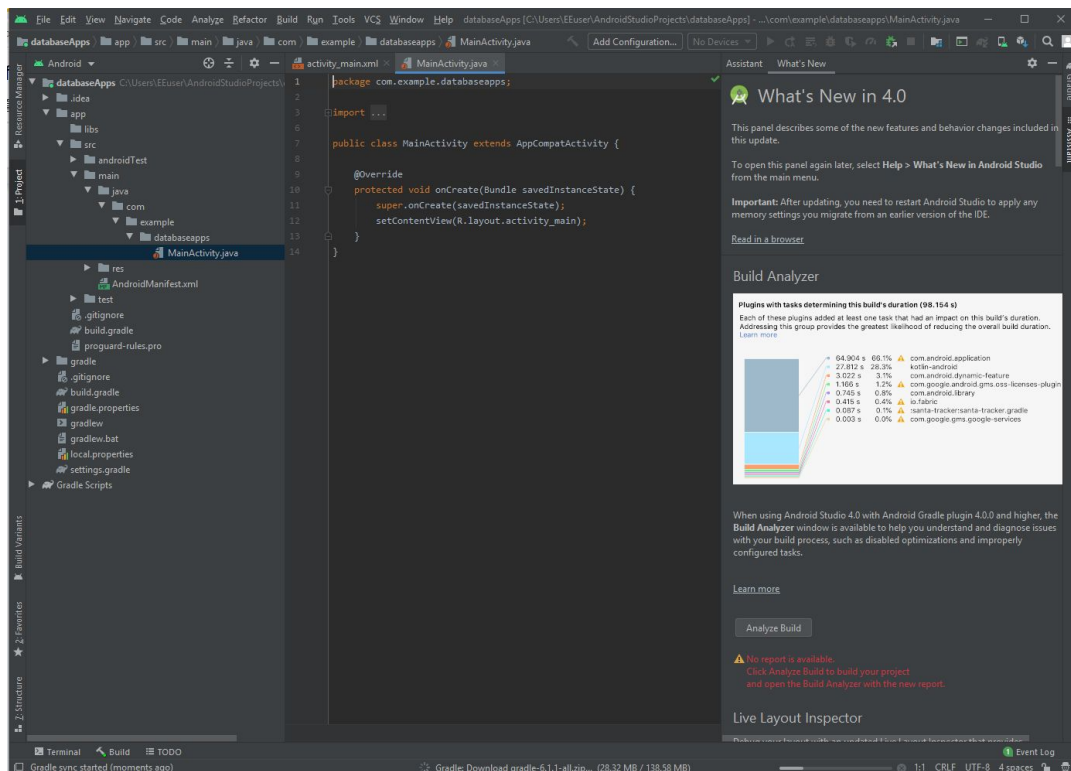 File Edit View Navigate Code Analyze Refactor Build Run Tools VCS Window Help databaseApps [C:\Users\EEuser\AndroidStudioProjects\databaseApps] - ...\com\example\databaseapps\MainActivity.java
databaseApps app src main java com example databaseapps MainActivity.java Add Configuration... No Devices
Android
activity_main.xml MainActivity.java
Assistant What's New
Resource Manager
1: Project
Build Variants
2: Favorites
7: Structure
databaseApps C:\Users\EEuser\AndroidStudioProjects\
.idea
app
libs
src
androidTest
main
java
com
example
databaseapps
MainActivity.java
res
AndroidManifest.xml
test
.gitignore
build.gradle
proguard-rules.pro
gradle
.gitignore
build.gradle
gradle.properties
gradlew
gradlew.bat
local.properties
settings.gradle
Gradle Scripts
1 package com.example.databaseapps;
2
3 import ...
6
7 public class MainActivity extends AppCompatActivity {
8
9 @Override
10 protected void onCreate(Bundle savedInstanceState) {
11 super.onCreate(savedInstanceState);
12 setContentView(R.layout.activity_main);
13 }
14 }
What's New in 4.0
This panel describes some of the new features and behavior changes included in
this update.
To open this panel again later, select Help > What's New in Android Studio
from the main menu.
Important: After updating, you need to restart Android Studio to apply any
memory settings you migrate from an earlier version of the IDE.
Read in a browser
Build Analyzer
Plugins with tasks determining this build's duration (98.154 s)
Each of these plugins added at least one task that had an impact on this build's duration.
Addressing this group provides the greatest likelihood of reducing the overall build duration.
Learn more
64.904 s 66.1% com.android.application
27.812 s 28.3% kotlin-android
3.022 s 3.1% com.android.dynamic-feature
1.166 s 1.2% com.google.android.gms.oss-licenses-plugin
0.745 s 0.8% com.android.library
0.415 s 0.4% io.fabric
0.087 s 0.1% :santa-tracker:santa-tracker.gradle
0.003 s 0.0% com.google.gms.google-services
When using Android Studio 4.0 with Android Gradle plugin 4.0.0 and higher, the
Build Analyzer window is available to help you understand and diagnose issues
with your build process, such as disabled optimizations and improperly
configured tasks.
Learn more
Analyze Build
No report is available.
Click Analyze Build to build your project
and open the Build Analyzer with the new report.
Live Layout Inspector
Gradle
Assistant
Terminal Build TODO
1 Event Log
Gradle sync started (moments ago) Gradle: Download gradle-6.1.1-all.zip... (28.32 MB / 138.58 MB) 1:1 CRLF UTF-8 4 spaces